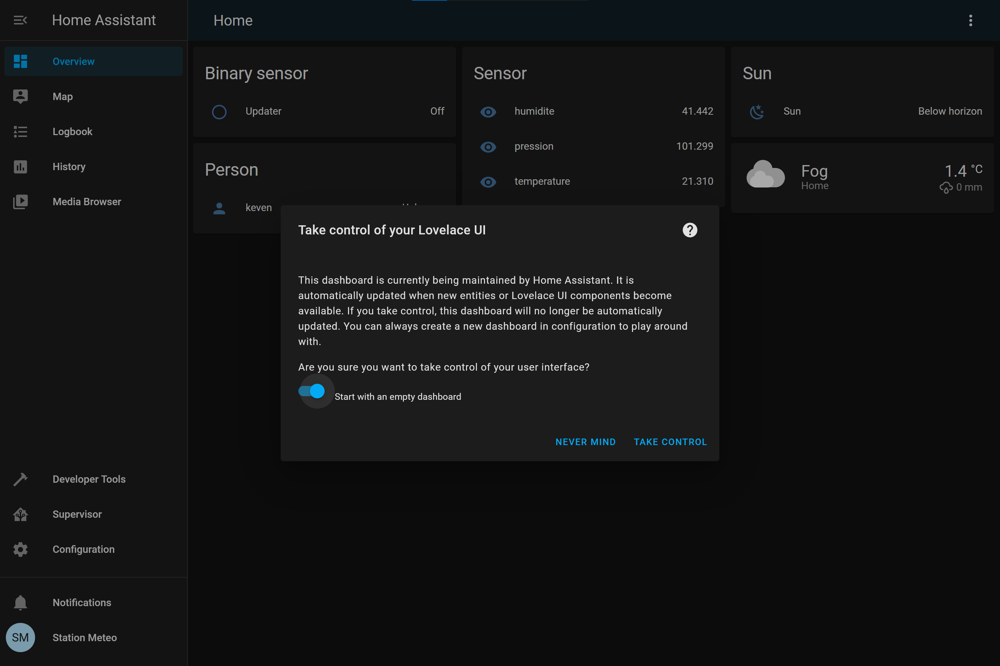 Home Assistant
Overview
Map
Logbook
History
Media Browser
Developer Tools
Supervisor
Configuration
Notifications
SM
Station Meteo
Home
Binary sensor
Updater Off
Person
keven
Sensor
humidite 41.442
pression 101.299
temperature 21.310
Sun
Sun Below horizon
Fog 1.4 °C
Home 0 mm
Take control of your Lovelace UI
This dashboard is currently being maintained by Home Assistant. It is
automatically updated when new entities or Lovelace UI components become
available. If you take control, this dashboard will no longer be automatically
updated. You can always create a new dashboard in configuration to play around
with.
Are you sure you want to take control of your user interface?
Start with an empty dashboard
NEVER MIND TAKE CONTROL